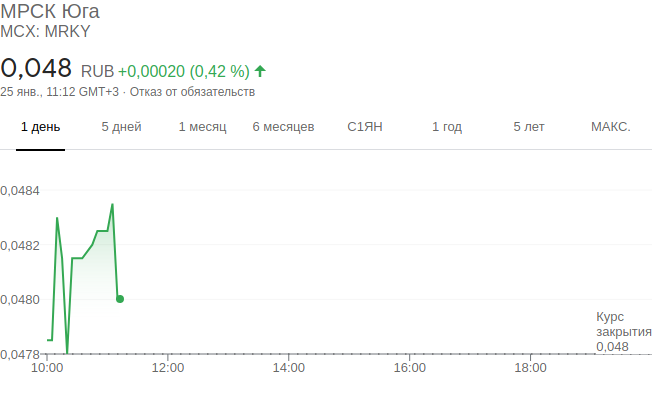 МРСК Юга
MCX: MRKY
0,048 RUB +0,00020 (0,42 %)
25 янв., 11:12 GMT+3 · Отказ от обязательств
1 день 5 дней 1 месяц 6 месяцев С1ЯН 1 год 5 лет МАКС.
0,0484
0,0482
0,0480
0,0478
Курс
закрытия
0,048
10:00 12:00 14:00 16:00 18:00